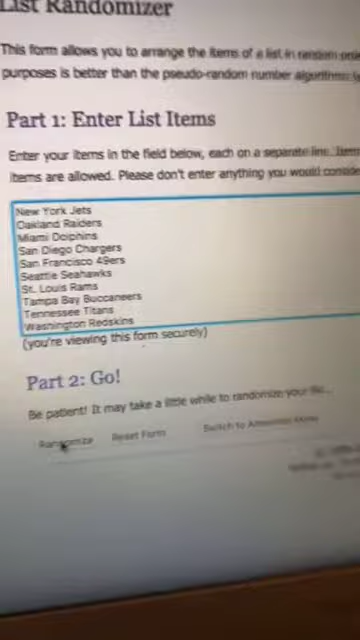 List Randomizer
This form allows you to arrange the items of a list in random
purposes is better than the pseudo-random number algorithms
Part 1: Enter List Items
Enter your items in the field below, each on a separate line. Items
items are allowed. Please don't enter anything you would
New York Jets
Oakland Raiders
Miami Dolphins
San Diego Chargers
San Francisco 49ers
Seattle Seahawks
St. Louis Rams
Tampa Bay Buccaneers
Tennessee Titans
Washington Redskins
(you're viewing this form securely)
Part 2: Go!
Be patient! It may take a little while to randomize your
Randomize Reset Form Switch to Advanced Mode